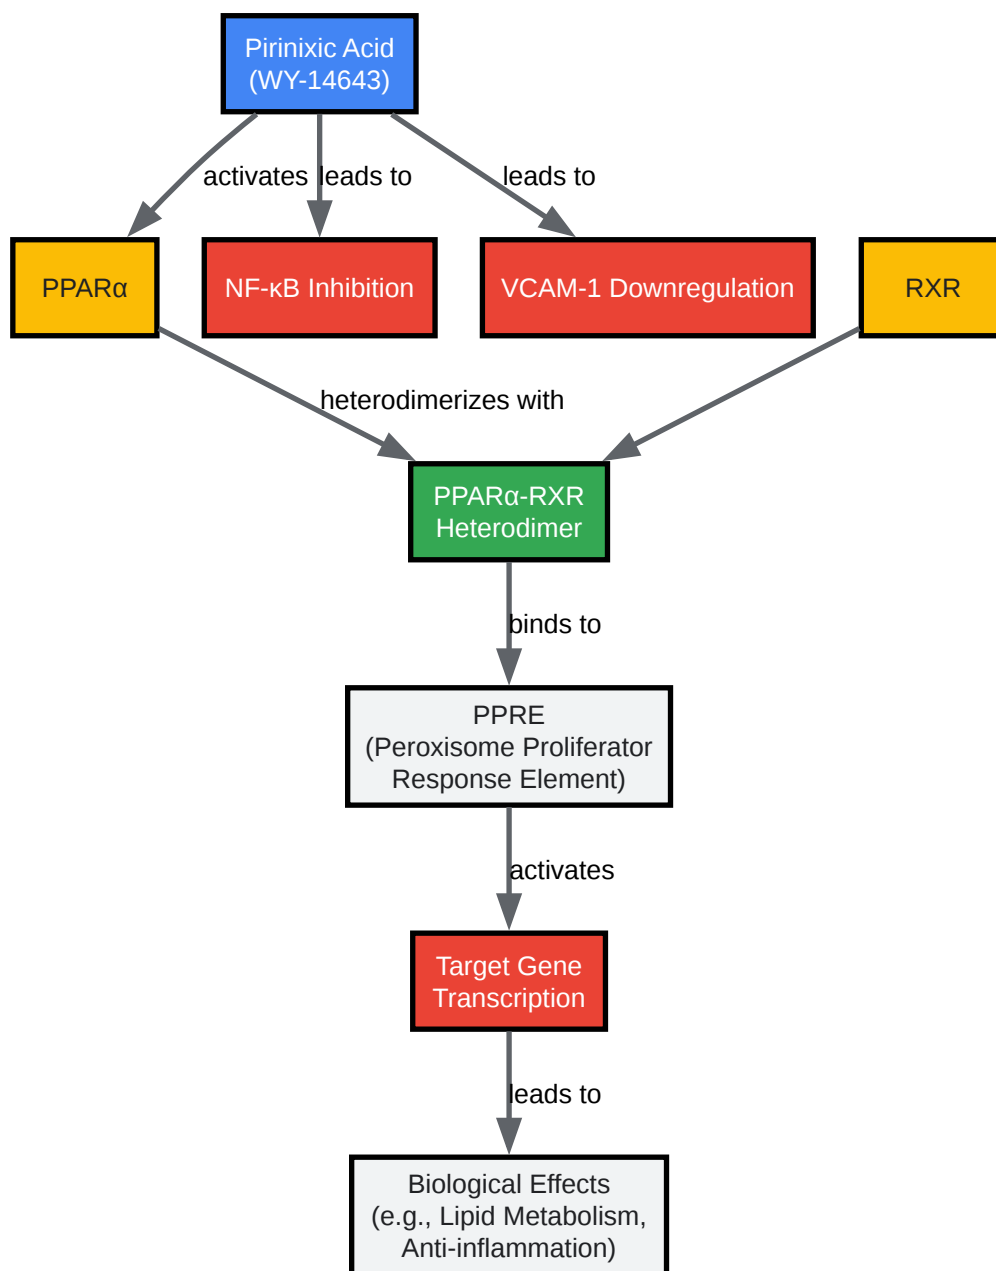 Pirinixic Acid
(WY-14643)
activates
leads to
leads to
PPARα
NF-κB Inhibition
VCAM-1 Downregulation
RXR
heterodimerizes with
PPARα-RXR
Heterodimer
binds to
PPRE
(Peroxisome Proliferator
Response Element)
activates
Target Gene
Transcription
leads to
Biological Effects
(e.g., Lipid Metabolism,
Anti-inflammation)